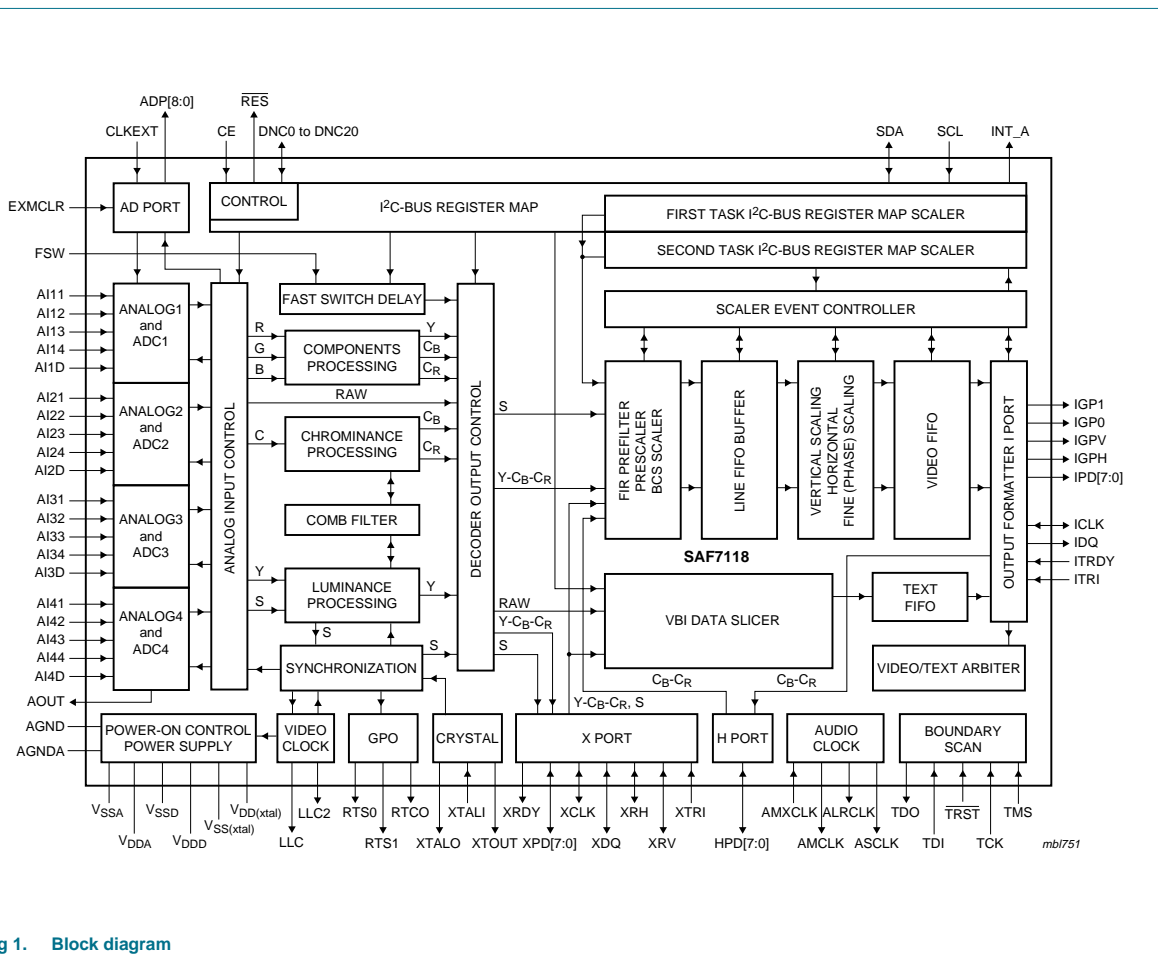 ADP[8:0]
RES
CLKEXT
CE
DNC0 to DNC20
SDA
SCL
INT_A
EXMCLR
AD PORT
CONTROL
I2C-BUS REGISTER MAP
FIRST TASK I2C-BUS REGISTER MAP SCALER
SECOND TASK I2C-BUS REGISTER MAP SCALER
FSW
FAST SWITCH DELAY
SCALER EVENT CONTROLLER
AI11
AI12
AI13
AI14
AI1D
ANALOG1
and
ADC1
AI21
AI22
AI23
AI24
AI2D
ANALOG2
and
ADC2
AI31
AI32
AI33
AI34
AI3D
ANALOG3
and
ADC3
AI41
AI42
AI43
AI44
AI4D
ANALOG4
and
ADC4
AOUT
AGND
AGNDA
ANALOG INPUT CONTROL
R
G
B
COMPONENTS
PROCESSING
Y
CB
CR
RAW
C
CHROMINANCE
PROCESSING
CB
CR
COMB FILTER
Y
S
LUMINANCE
PROCESSING
Y
S
SYNCHRONIZATION
S
DECODER OUTPUT CONTROL
S
Y-CB-CR
RAW
Y-CB-CR
S
FIR PREFILTER
PRESCALER
BCS SCALER
LINE FIFO BUFFER
VERTICAL SCALING
HORIZONTAL
FINE (PHASE) SCALING
VIDEO FIFO
OUTPUT FORMATTER I PORT
IGP1
IGP0
IGPV
IGPH
IPD[7:0]
ICLK
IDQ
ITRDY
ITRI
SAF7118
VBI DATA SLICER
TEXT
FIFO
VIDEO/TEXT ARBITER
CB-CR
CB-CR
Y-CB-CR, S
POWER-ON CONTROL
POWER SUPPLY
VIDEO
CLOCK
GPO
CRYSTAL
X PORT
H PORT
AUDIO
CLOCK
BOUNDARY
SCAN
VSSA
VDDA
VSSD
VDDD
VSS(xtal)
VDD(xtal)
LLC
LLC2
RTS0
RTS1
RTCO
XTALO
XTALI
XTOUT
XRDY
XPD[7:0]
XCLK
XDQ
XRH
XRV
XTRI
HPD[7:0]
AMXCLK
AMCLK
ALRCLK
ASCLK
TDO
TDI
TRST
TCK
TMS
mbl751
g 1. Block diagram